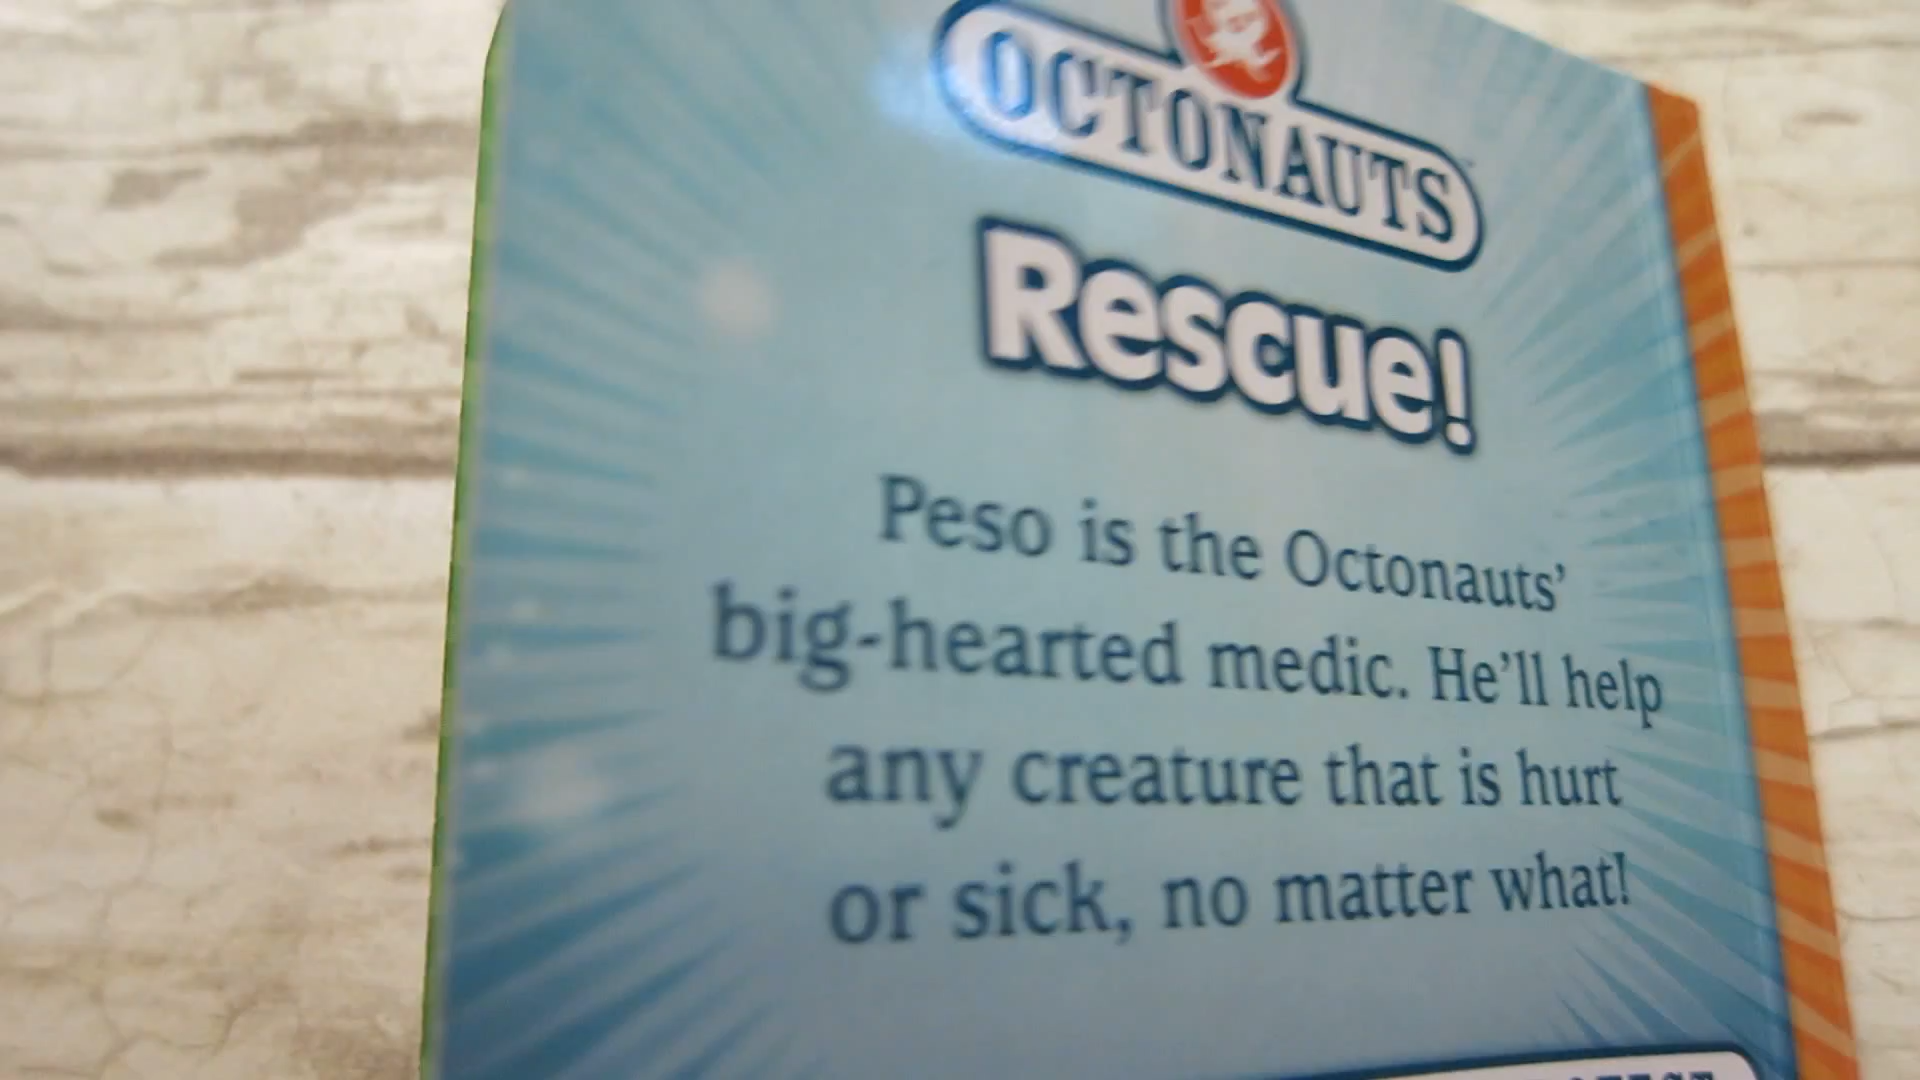 OCTONAUTS
Rescue!
Peso is the Octonauts'
big-hearted medic. He'll help
any creature that is hurt
or sick, no matter what!